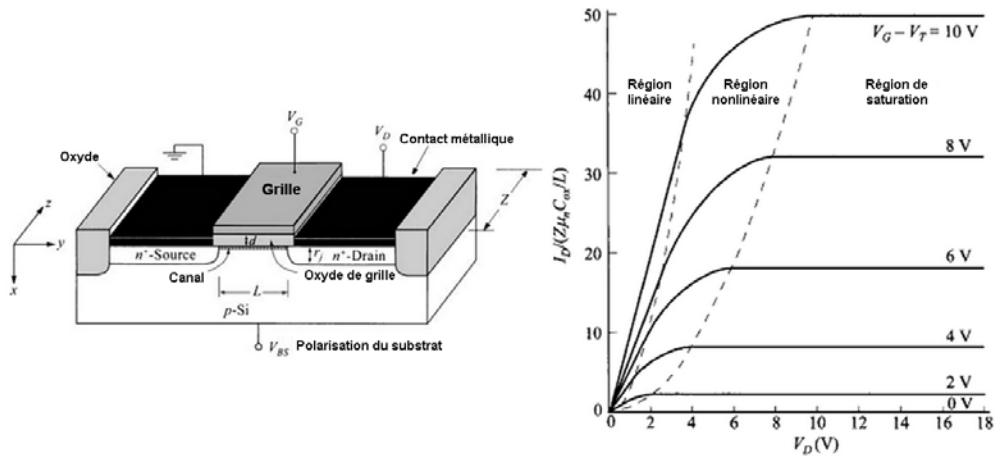 V_G
V_D
Contact métallique
Oxyde
Grille
Z
z
y
x
d
r_j
n⁺-Source
n⁺-Drain
Canal
Oxyde de grille
L
p-Si
V_BS
Polarisation du substrat
I_D/(Zμ_nC_ox/L)
50
40
30
20
10
0
V_G – V_T = 10 V
Région
linéaire
Région
nonlinéaire
Région de
saturation
8 V
6 V
4 V
2 V
0 V
0 2 4 6 8 10 12 14 16 18
V_D (V)